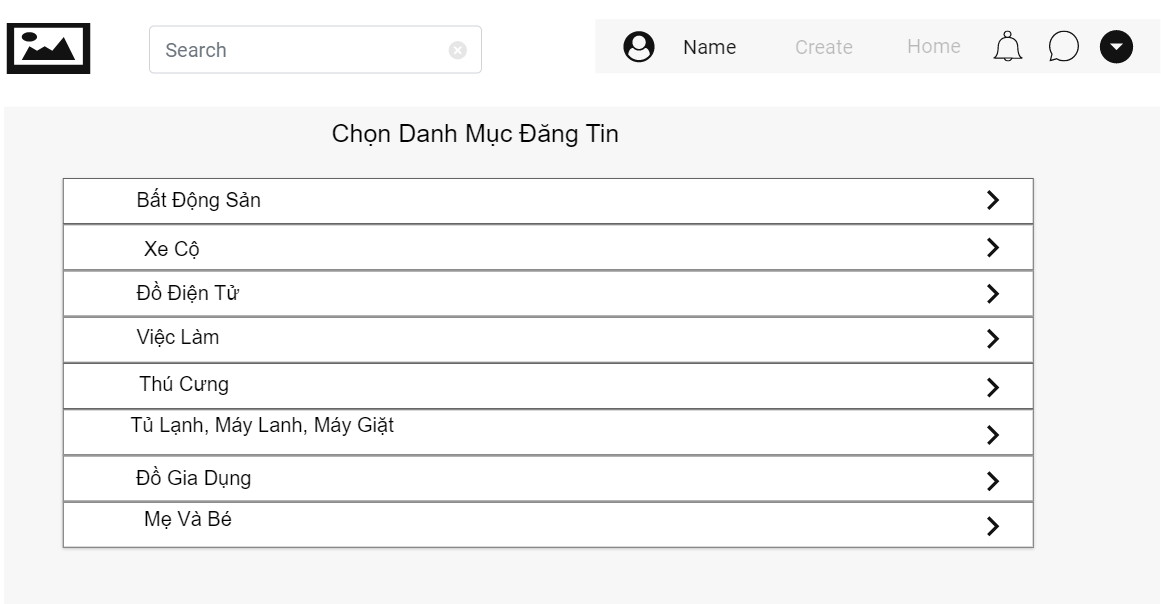 Search
Name
Create
Home
Chọn Danh Mục Đăng Tin
Bất Động Sản
Xe Cộ
Đồ Điện Tử
Việc Làm
Thú Cưng
Tủ Lạnh, Máy Lanh, Máy Giặt
Đồ Gia Dụng
Mẹ Và Bé